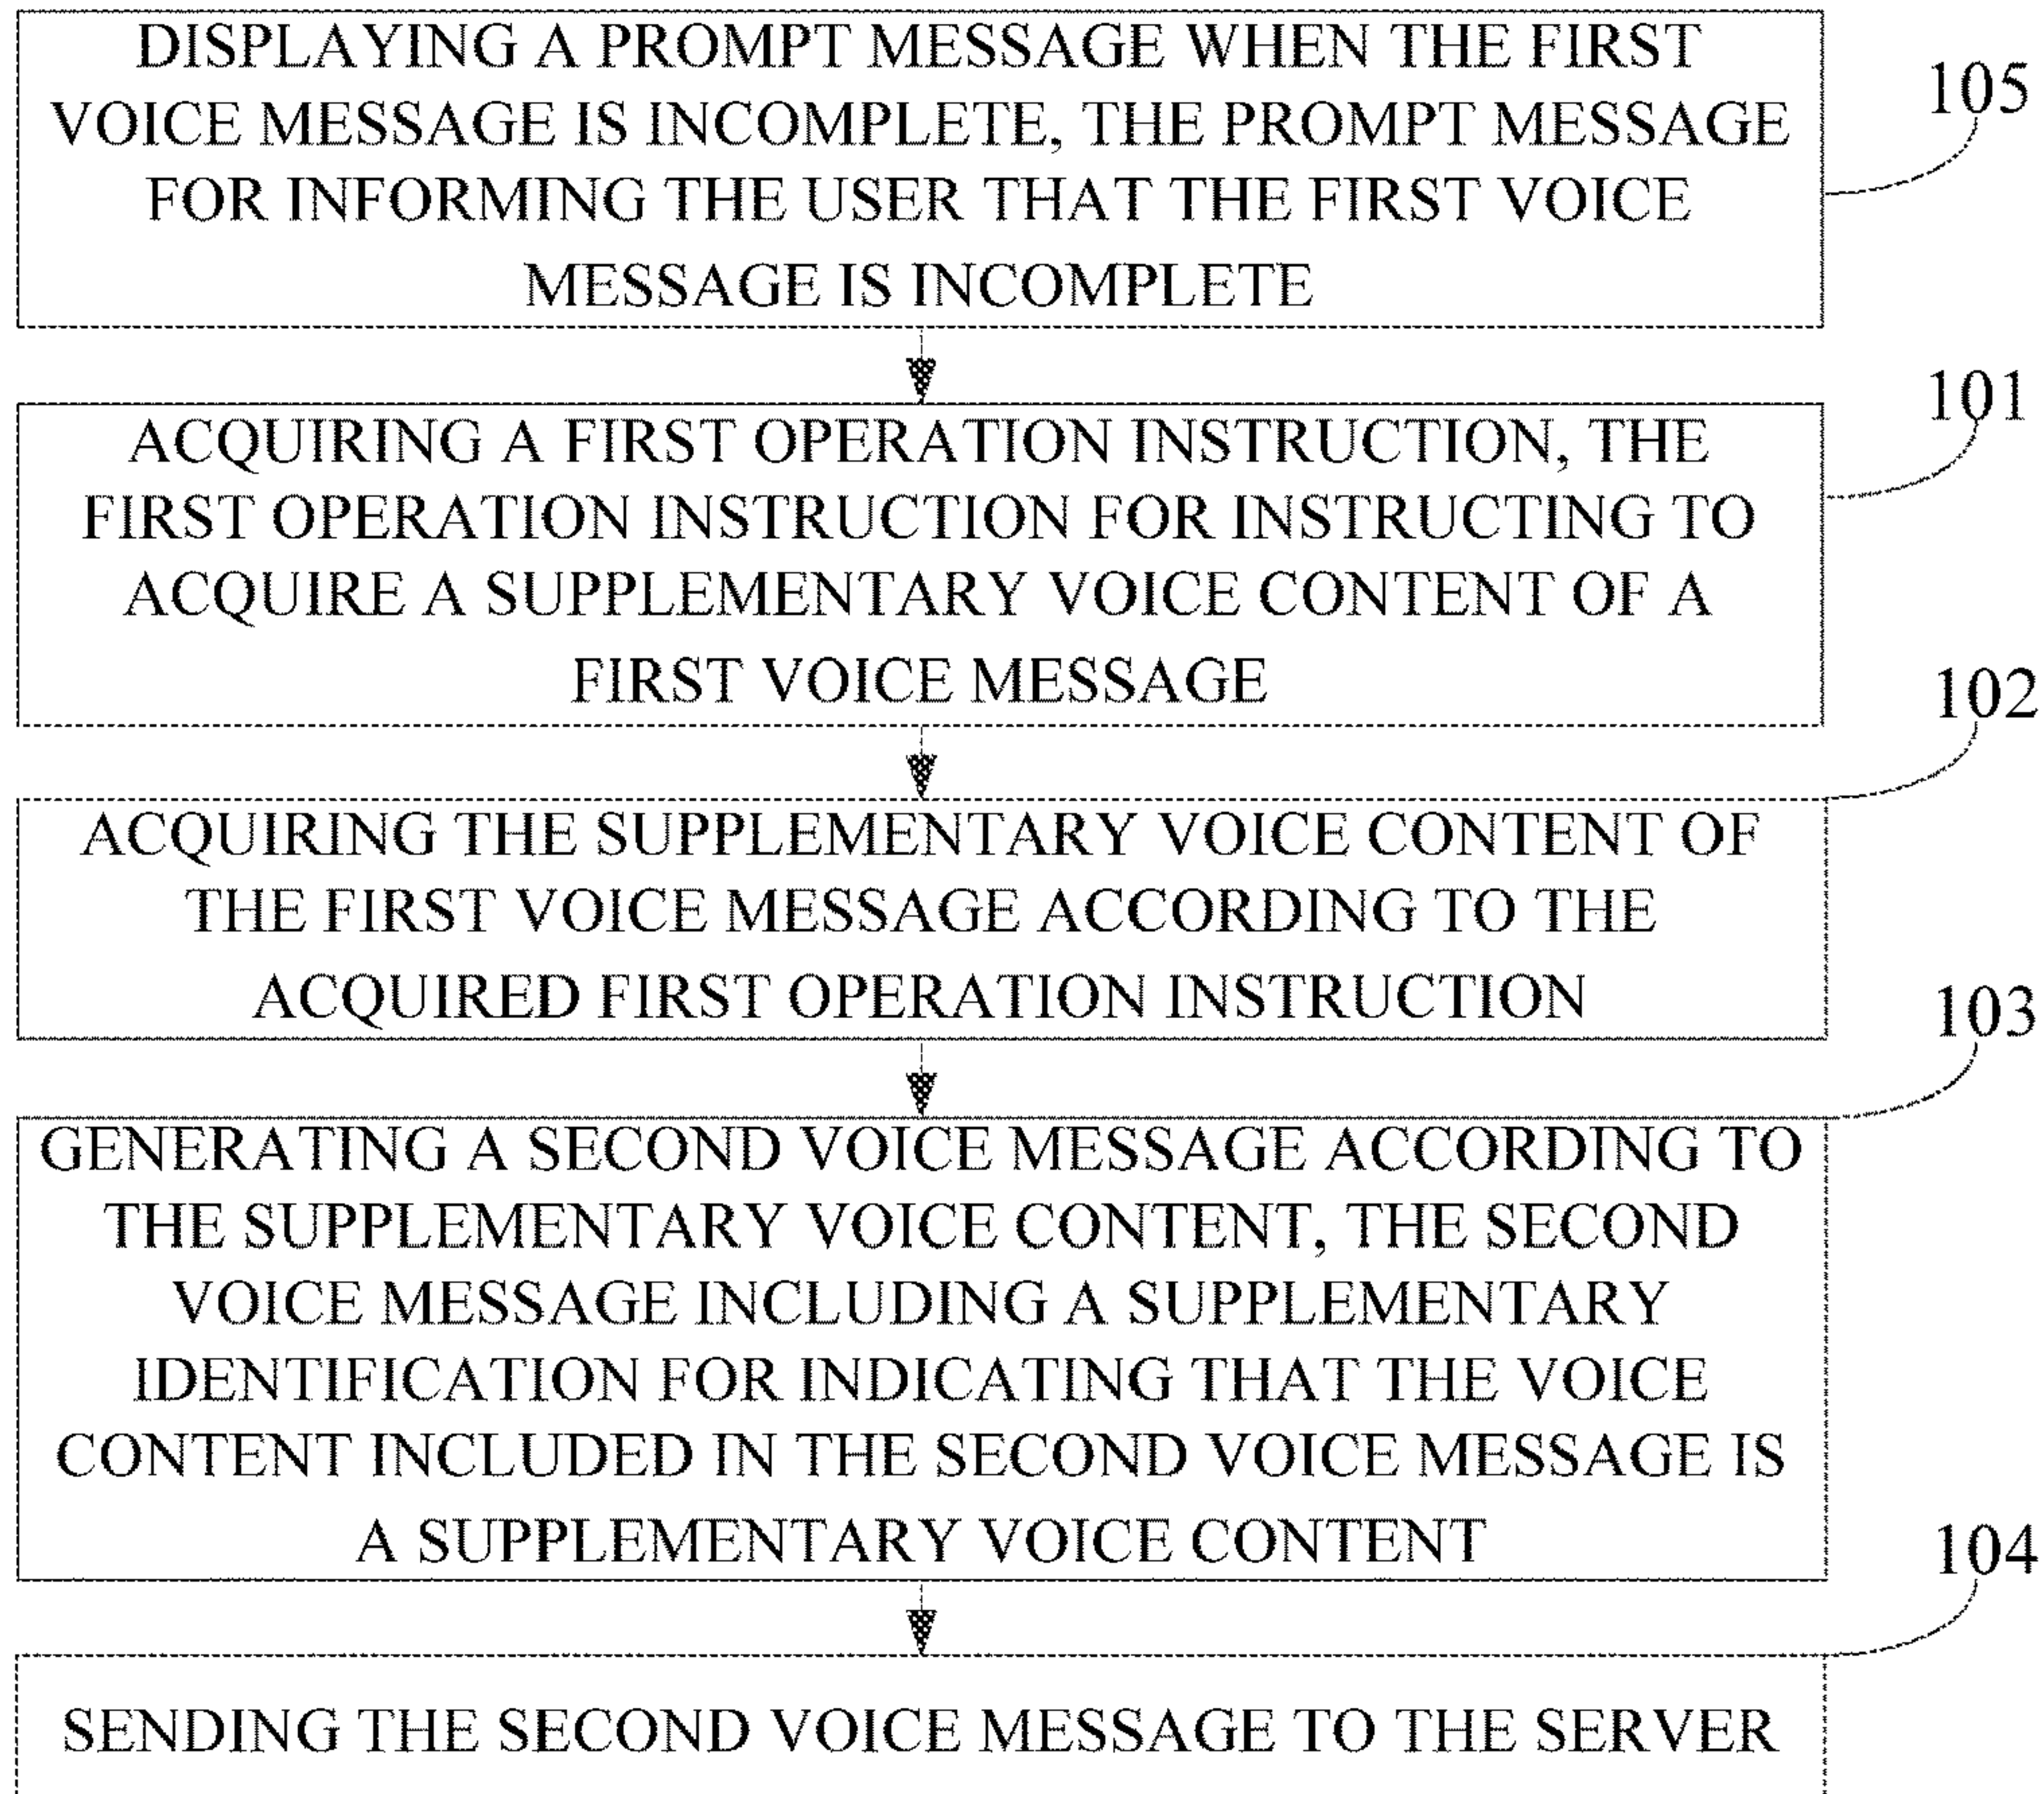 DISPLAYING A PROMPT MESSAGE WHEN THE FIRST
VOICE MESSAGE IS INCOMPLETE, THE PROMPT MESSAGE
FOR INFORMING THE USER THAT THE FIRST VOICE
MESSAGE IS INCOMPLETE
105
ACQUIRING A FIRST OPERATION INSTRUCTION, THE
FIRST OPERATION INSTRUCTION FOR INSTRUCTING TO
ACQUIRE A SUPPLEMENTARY VOICE CONTENT OF A
FIRST VOICE MESSAGE
101
ACQUIRING THE SUPPLEMENTARY VOICE CONTENT OF
THE FIRST VOICE MESSAGE ACCORDING TO THE
ACQUIRED FIRST OPERATION INSTRUCTION
102
GENERATING A SECOND VOICE MESSAGE ACCORDING TO
THE SUPPLEMENTARY VOICE CONTENT, THE SECOND
VOICE MESSAGE INCLUDING A SUPPLEMENTARY
IDENTIFICATION FOR INDICATING THAT THE VOICE
CONTENT INCLUDED IN THE SECOND VOICE MESSAGE IS
A SUPPLEMENTARY VOICE CONTENT
103
SENDING THE SECOND VOICE MESSAGE TO THE SERVER
104